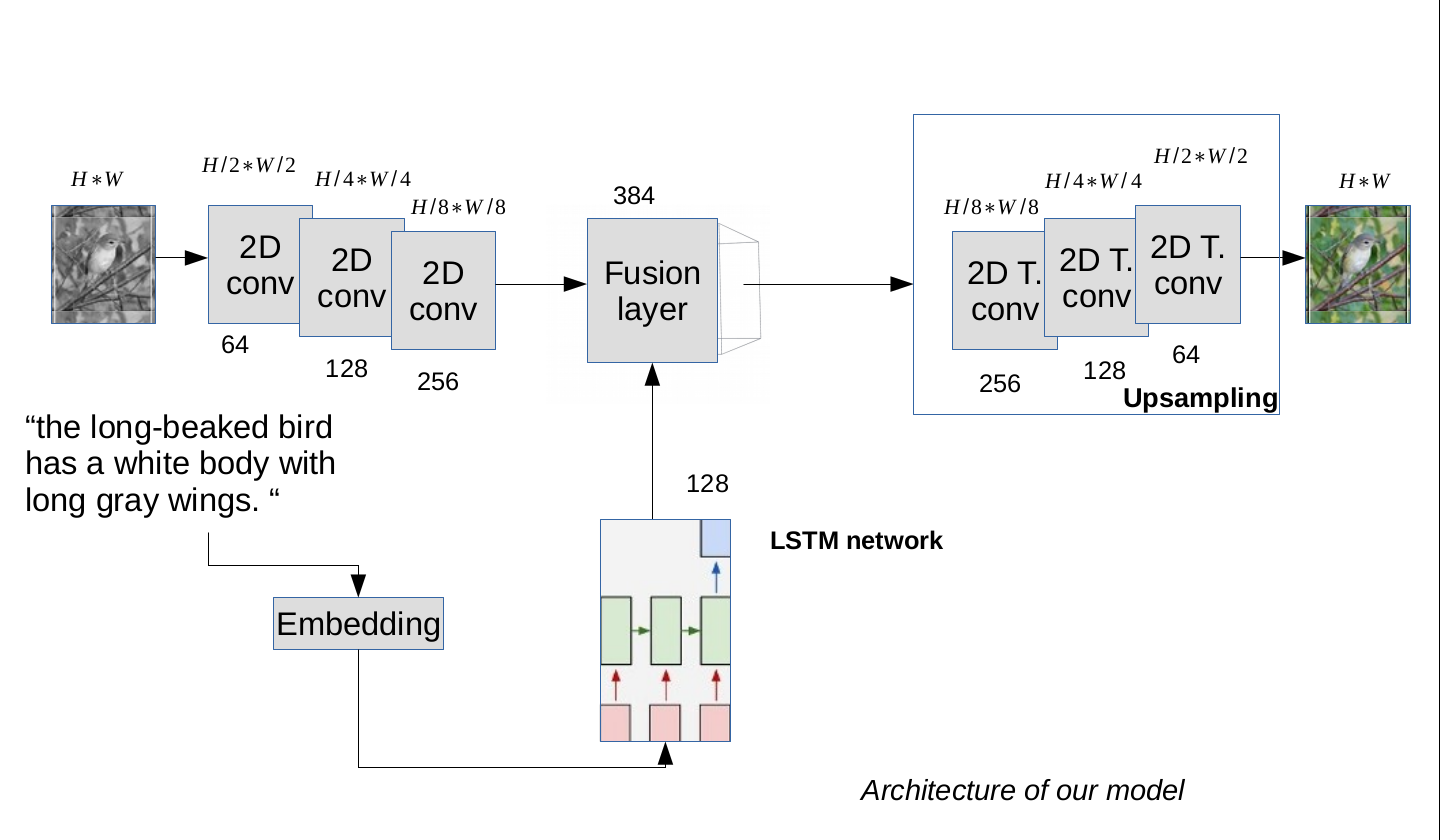 H∗W
H/2∗W/2
H/4∗W/4
H/8∗W/8
2D
conv
2D
conv
2D
conv
64
128
256
384
Fusion
layer
H/8∗W/8
H/4∗W/4
H/2∗W/2
2D T.
conv
2D T.
conv
2D T.
conv
256
128
64
Upsampling
H∗W
“the long-beaked bird
has a white body with
long gray wings. “
Embedding
128
LSTM network
Architecture of our model